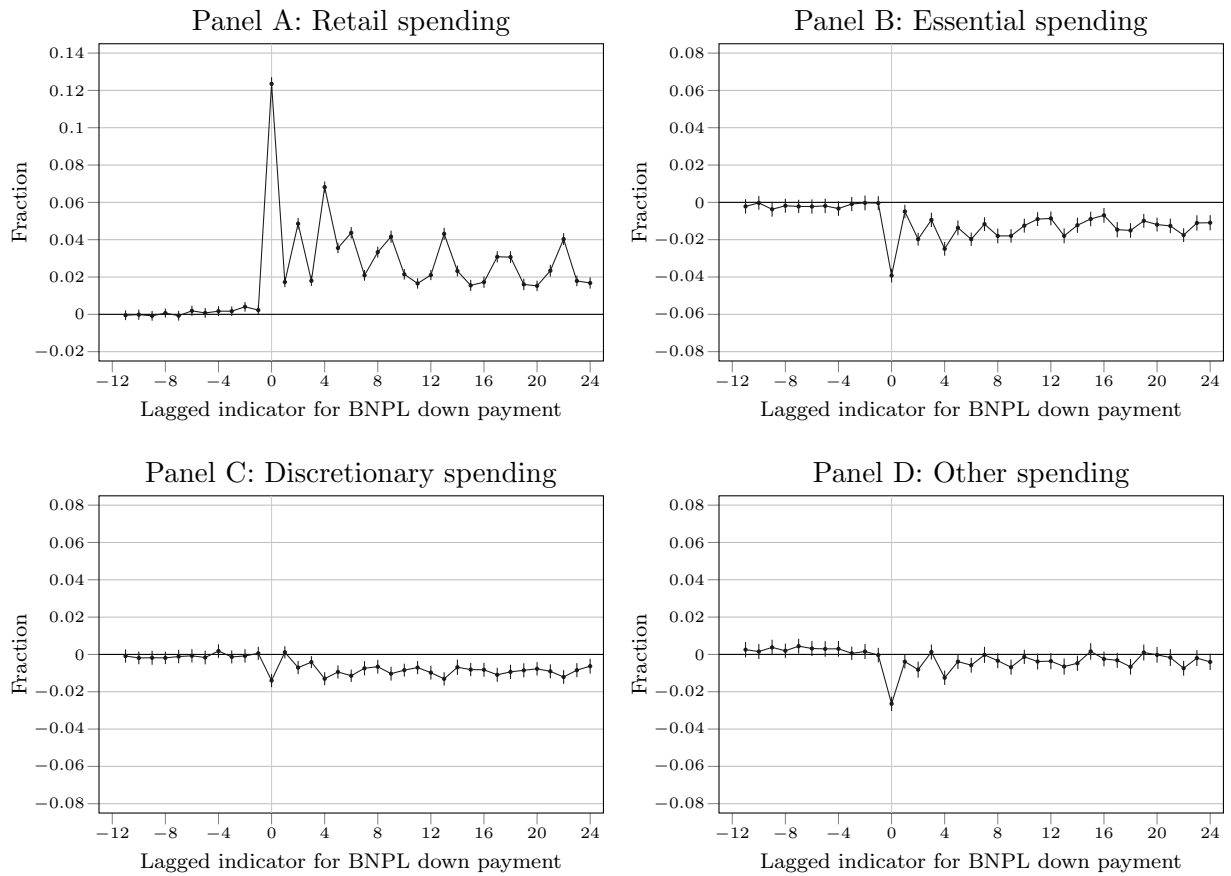 Panel A: Retail spending
0.14
0.12
0.1
0.08
0.06
0.04
0.02
0
−0.02
Fraction
−12 −8 −4 0 4 8 12 16 20 24
Lagged indicator for BNPL down payment
Panel B: Essential spending
0.08
0.06
0.04
0.02
0
−0.02
−0.04
−0.06
−0.08
Fraction
−12 −8 −4 0 4 8 12 16 20 24
Lagged indicator for BNPL down payment
Panel C: Discretionary spending
0.08
0.06
0.04
0.02
0
−0.02
−0.04
−0.06
−0.08
Fraction
−12 −8 −4 0 4 8 12 16 20 24
Lagged indicator for BNPL down payment
Panel D: Other spending
0.08
0.06
0.04
0.02
0
−0.02
−0.04
−0.06
−0.08
Fraction
−12 −8 −4 0 4 8 12 16 20 24
Lagged indicator for BNPL down payment